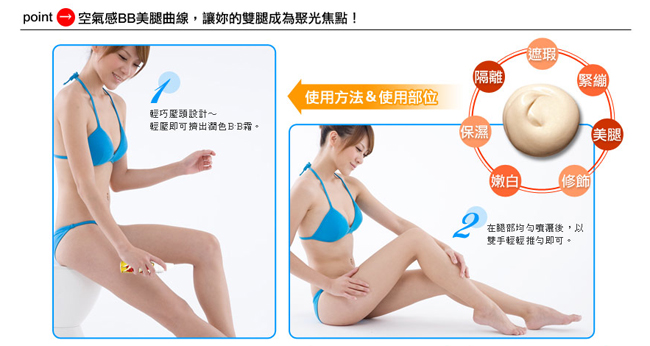 point → 空氣感BB美腿曲線，讓妳的雙腿成為聚光焦點！
1
輕巧壓頭設計～
輕壓即可擠出潤色B·B霜。
使用方法＆使用部位
遮瑕
緊繃
美腿
修飾
嫩白
保濕
隔離
2
在腿部均勻噴灑後，以
雙手輕輕推勻即可。